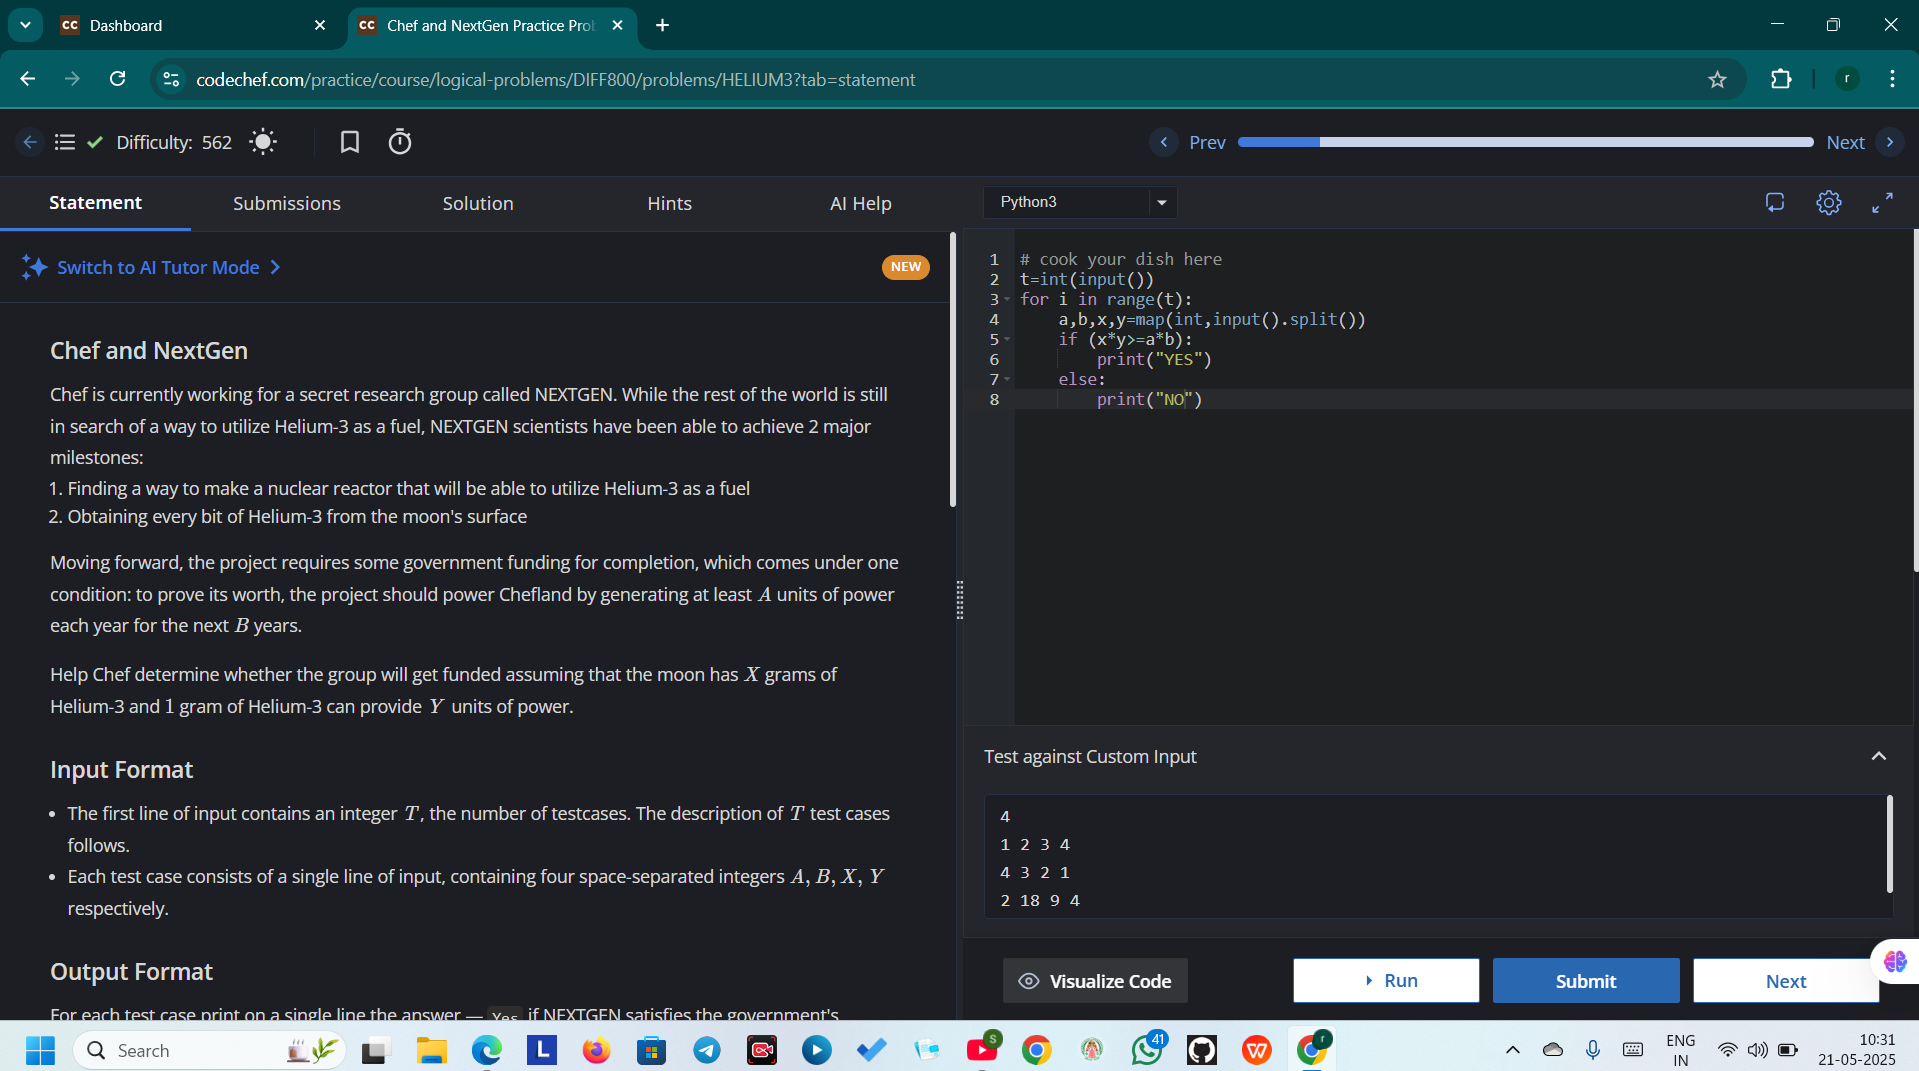 Dashboard
Chef and NextGen Practice Prob
codechef.com/practice/course/logical-problems/DIFF800/problems/HELIUM3?tab=statement
r
Difficulty: 562
Prev
Next
Statement
Submissions
Solution
Hints
AI Help
Python3
Switch to AI Tutor Mode
NEW
Chef and NextGen
Chef is currently working for a secret research group called NEXTGEN. While the rest of the world is still
in search of a way to utilize Helium-3 as a fuel, NEXTGEN scientists have been able to achieve 2 major
milestones:
1. Finding a way to make a nuclear reactor that will be able to utilize Helium-3 as a fuel
2. Obtaining every bit of Helium-3 from the moon's surface
Moving forward, the project requires some government funding for completion, which comes under one
condition: to prove its worth, the project should power Chefland by generating at least A units of power
each year for the next B years.
Help Chef determine whether the group will get funded assuming that the moon has X grams of
Helium-3 and 1 gram of Helium-3 can provide Y units of power.
Input Format
• The first line of input contains an integer T, the number of testcases. The description of T test cases
follows.
• Each test case consists of a single line of input, containing four space-separated integers A, B, X, Y
respectively.
Output Format
For each test case print on a single line the answer — Yes if NEXTGEN satisfies the government's
1 # cook your dish here
2 t=int(input())
3 for i in range(t):
4     a,b,x,y=map(int,input().split())
5     if (x*y>=a*b):
6         print("YES")
7     else:
8         print("NO")
Test against Custom Input
4
1 2 3 4
4 3 2 1
2 18 9 4
Visualize Code
Run
Submit
Next
Search
L
S
41
r
ENG
IN
10:31
21-05-2025